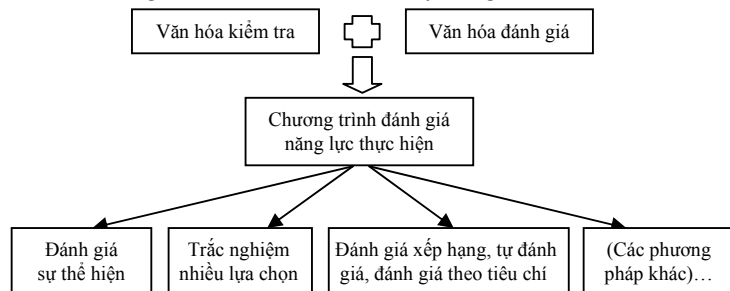 Văn hóa kiểm tra
Văn hóa đánh giá
Chương trình đánh giá
năng lực thực hiện
Đánh giá
sự thể hiện
Trắc nghiệm
nhiều lựa chọn
Đánh giá xếp hạng, tự đánh
giá, đánh giá theo tiêu chí
(Các phương
pháp khác)…